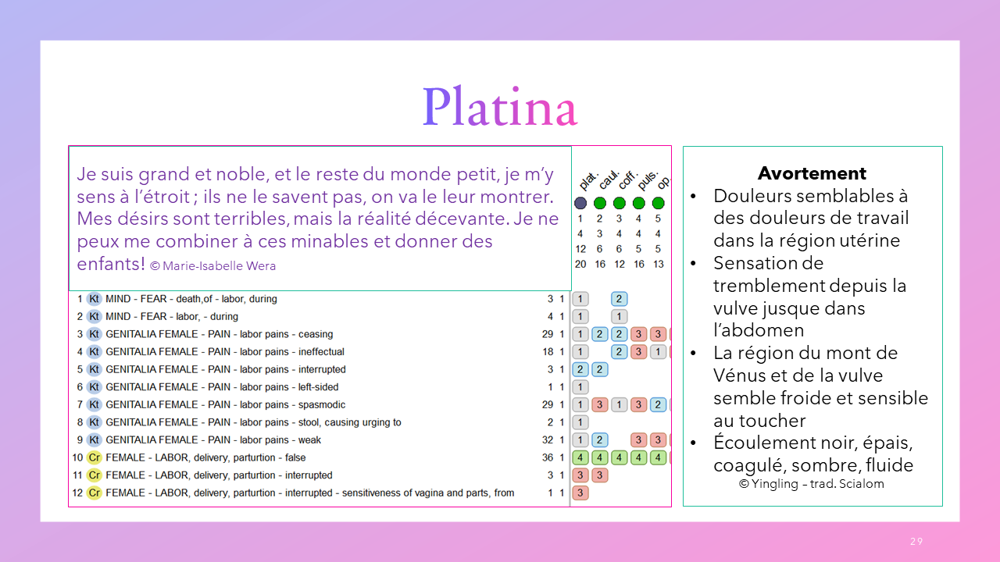 Platina
Je suis grand et noble, et le reste du monde petit, je m’y
sens à l’étroit ; ils ne le savent pas, on va le leur montrer.
Mes désirs sont terribles, mais la réalité décevante. Je ne
peux me combiner à ces minables et donner des
enfants! © Marie-Isabelle Wera
plat. caul. coff. puls. op
1 2 3 4 5
4 3 4 4 4
12 6 6 5 5
20 16 12 16 13
1 Kt MIND - FEAR - death,of - labor, during 3 1 1 2
2 Kt MIND - FEAR - labor, - during 4 1 1 1
3 Kt GENITALIA FEMALE - PAIN - labor pains - ceasing 29 1 1 2 2 3 3
4 Kt GENITALIA FEMALE - PAIN - labor pains - ineffectual 18 1 1 2 3 1
5 Kt GENITALIA FEMALE - PAIN - labor pains - interrupted 3 1 2 2
6 Kt GENITALIA FEMALE - PAIN - labor pains - left-sided 1 1 1
7 Kt GENITALIA FEMALE - PAIN - labor pains - spasmodic 29 1 1 3 1 3 2
8 Kt GENITALIA FEMALE - PAIN - labor pains - stool, causing urging to 2 1 1
9 Kt GENITALIA FEMALE - PAIN - labor pains - weak 32 1 1 2 3 3
10 Cr FEMALE - LABOR, delivery, parturtion - false 36 1 4 4 4 4 4
11 Cr FEMALE - LABOR, delivery, parturtion - interrupted 3 1 3 3
12 Cr FEMALE - LABOR, delivery, parturtion - interrupted - sensitiveness of vagina and parts, from 1 1 3
Avortement
• Douleurs semblables à
des douleurs de travail
dans la région utérine
• Sensation de
tremblement depuis la
vulve jusque dans
l’abdomen
• La région du mont de
Vénus et de la vulve
semble froide et sensible
au toucher
• Écoulement noir, épais,
coagulé, sombre, fluide
© Yingling – trad. Scialom
29